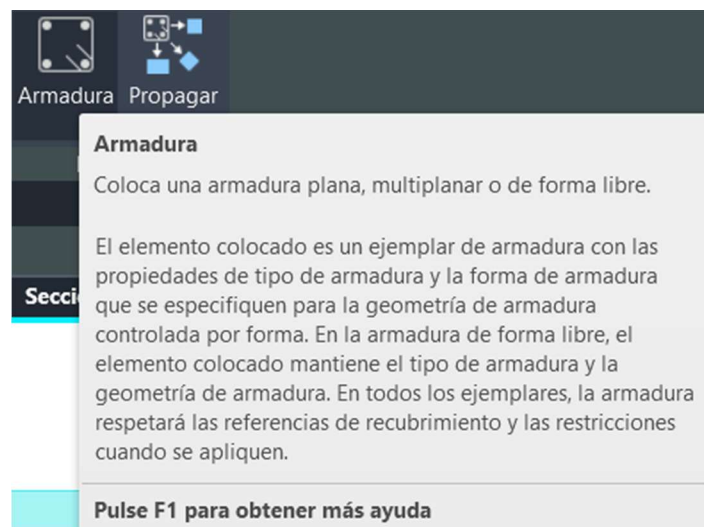 Armadura Propagar
Armadura
Coloca una armadura plana, multiplanar o de forma libre.
El elemento colocado es un ejemplar de armadura con las
propiedades de tipo de armadura y la forma de armadura
que se especifiquen para la geometría de armadura
controlada por forma. En la armadura de forma libre, el
elemento colocado mantiene el tipo de armadura y la
geometría de armadura. En todos los ejemplares, la armadura
respetará las referencias de recubrimiento y las restricciones
cuando se apliquen.
Secci
Pulse F1 para obtener más ayuda